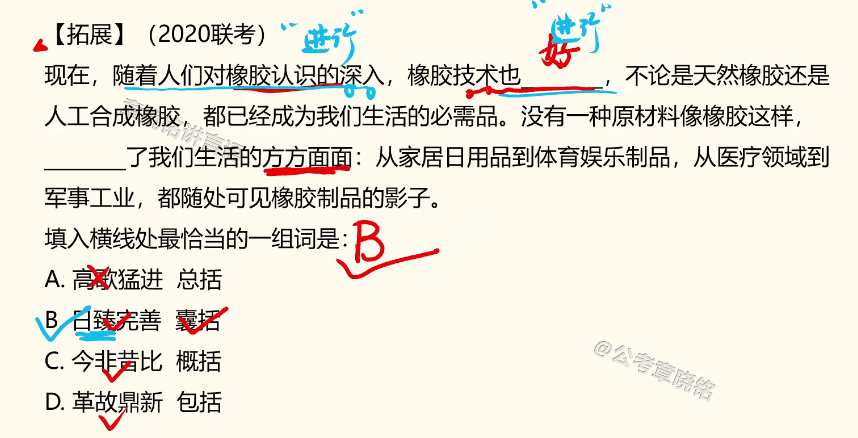 【拓展】（2020联考）
“进行”
“进行”
好
现在，随着人们对橡胶认识的深入，橡胶技术也________，不论是天然橡胶还是
人工合成橡胶，都已经成为我们生活的必需品。没有一种原材料像橡胶这样，
________了我们生活的方方面面：从家居日用品到体育娱乐制品，从医疗领域到
军事工业，都随处可见橡胶制品的影子。
填入横线处最恰当的一组词是：B
A. 高歌猛进 总括
B. 日臻完善 囊括
C. 今非昔比 概括
D. 革故鼎新 包括
@公考章晓铭